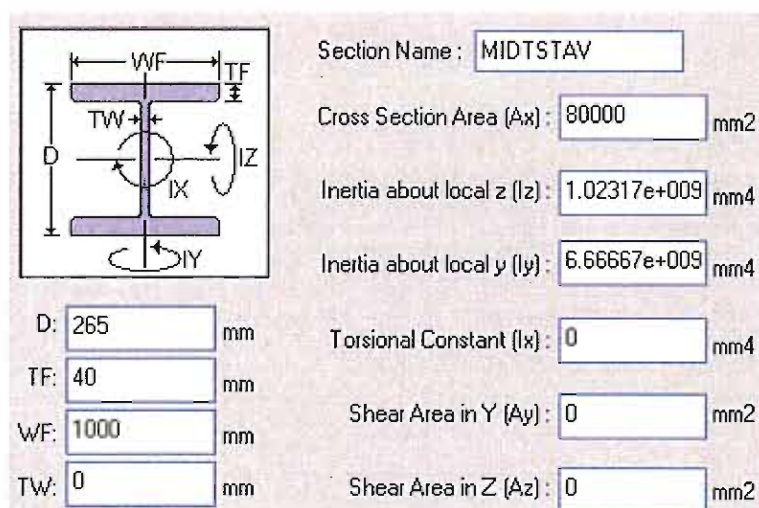 WF
TF
TW
D
IZ
IX
IY
Section Name : MIDTSTAV
Cross Section Area (Ax) : 80000 mm2
Inertia about local z (Iz) : 1.02317e+009 mm4
Inertia about local y (Iy) : 6.66667e+009 mm4
Torsional Constant (Ix) : 0 mm4
Shear Area in Y (Ay) : 0 mm2
Shear Area in Z (Az) : 0 mm2
D: 265 mm
TF: 40 mm
WF: 1000 mm
TW: 0 mm